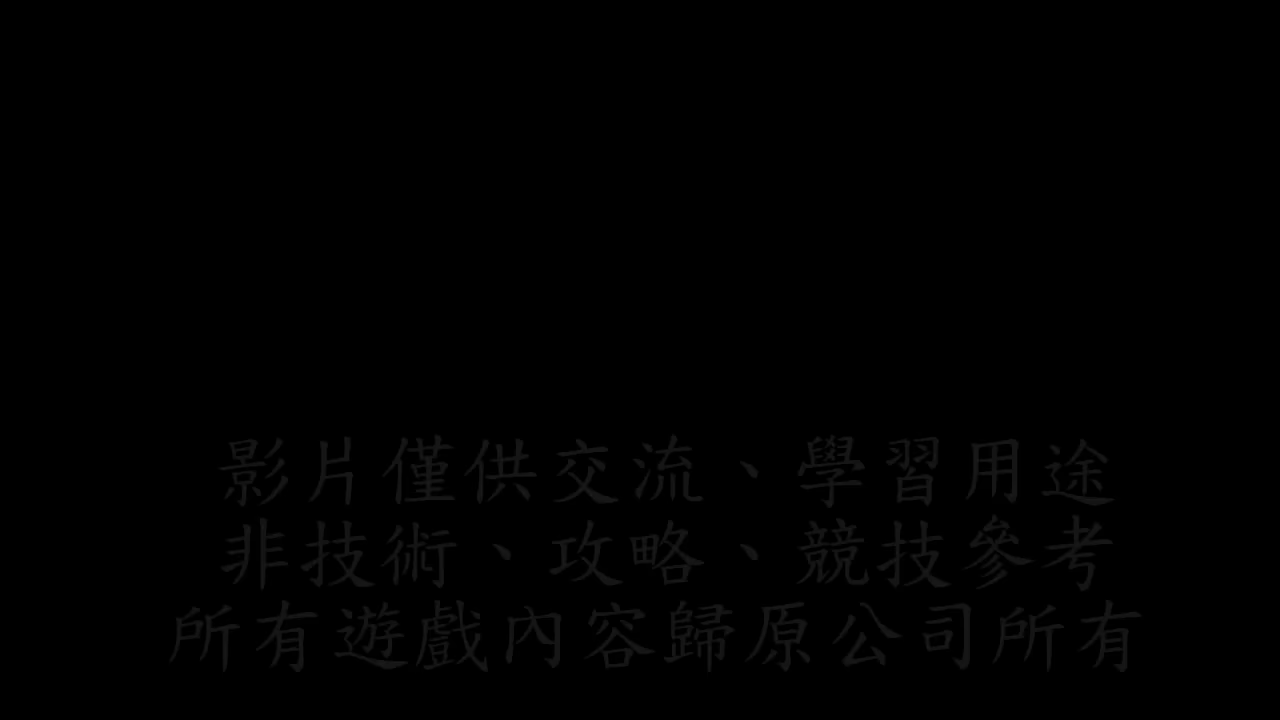 影片僅供交流、學習用途
非技術、攻略、競技參考
所有遊戲內容歸原公司所有